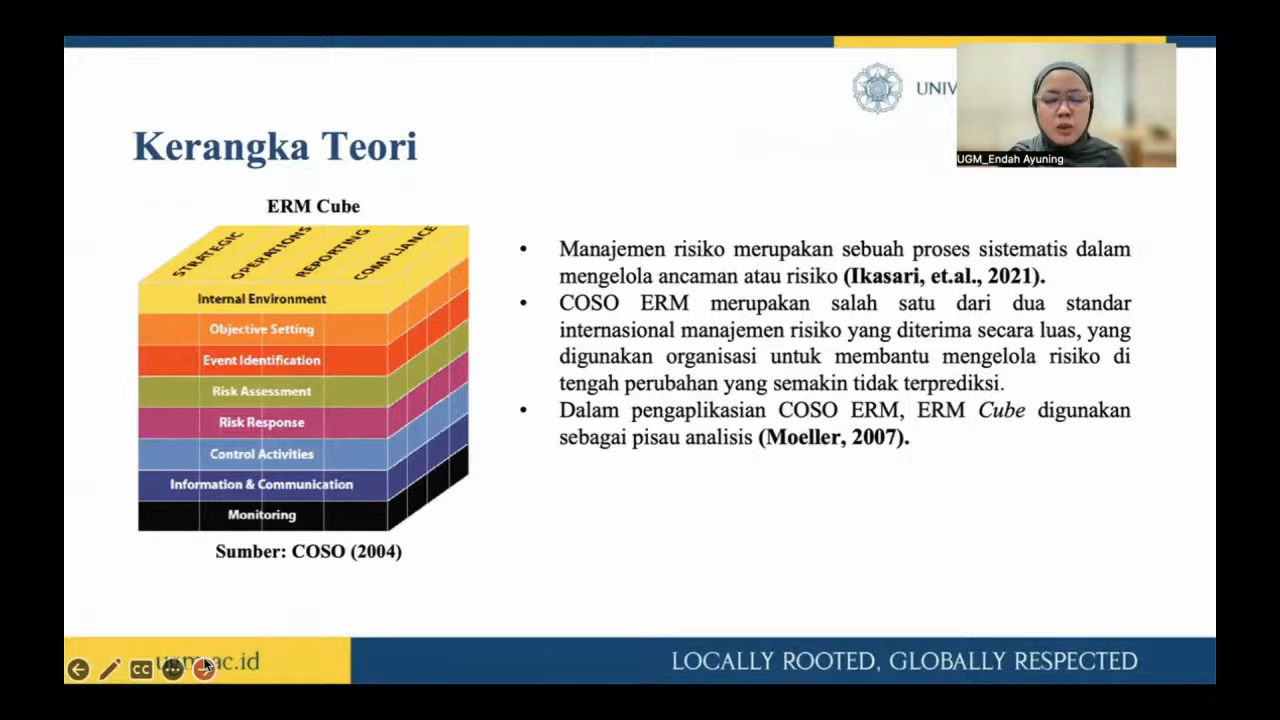 UNIV
UGM_Endah Ayuning
Kerangka Teori
ERM Cube
STRATEGIC
OPERATIONS
REPORTING
COMPLIANCE
Internal Environment
Objective Setting
Event Identification
Risk Assessment
Risk Response
Control Activities
Information & Communication
Monitoring
Sumber: COSO (2004)
• Manajemen risiko merupakan sebuah proses sistematis dalam
mengelola ancaman atau risiko (Ikasari, et.al., 2021).
• COSO ERM merupakan salah satu dari dua standar
internasional manajemen risiko yang diterima secara luas, yang
digunakan organisasi untuk membantu mengelola risiko di
tengah perubahan yang semakin tidak terprediksi.
• Dalam pengaplikasian COSO ERM, ERM Cube digunakan
sebagai pisau analisis (Moeller, 2007).
CC
ugm.ac.id
LOCALLY ROOTED, GLOBALLY RESPECTED